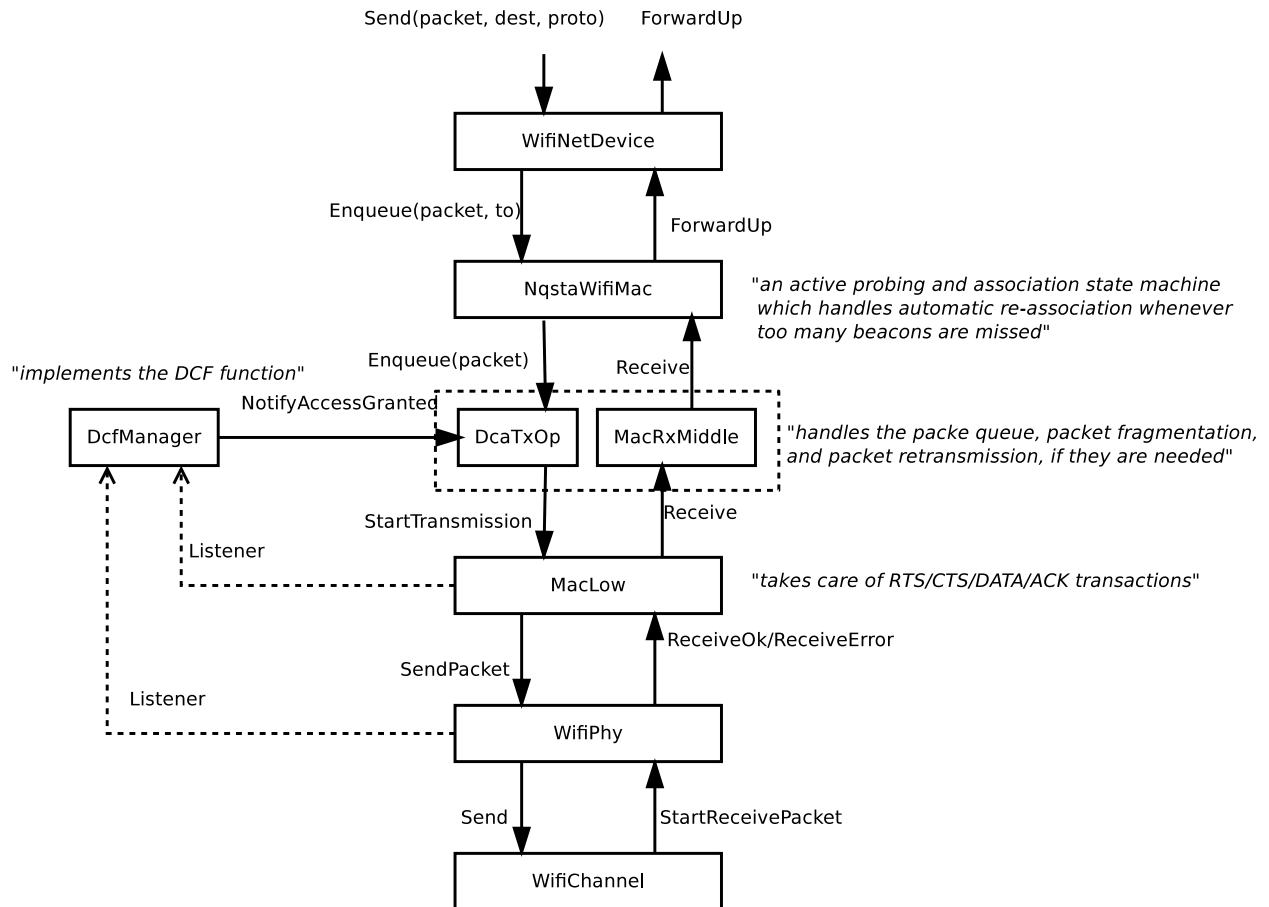 Send(packet, dest, proto)
ForwardUp
WifiNetDevice
Enqueue(packet, to)
ForwardUp
NqstaWifiMac
"an active probing and association state machine
which handles automatic re-association whenever
too many beacons are missed"
Enqueue(packet)
Receive
"implements the DCF function"
NotifyAccessGranted
DcfManager
DcaTxOp
MacRxMiddle
"handles the packe queue, packet fragmentation,
and packet retransmission, if they are needed"
StartTransmission
Receive
Listener
MacLow
"takes care of RTS/CTS/DATA/ACK transactions"
ReceiveOk/ReceiveError
SendPacket
Listener
WifiPhy
Send
StartReceivePacket
WifiChannel